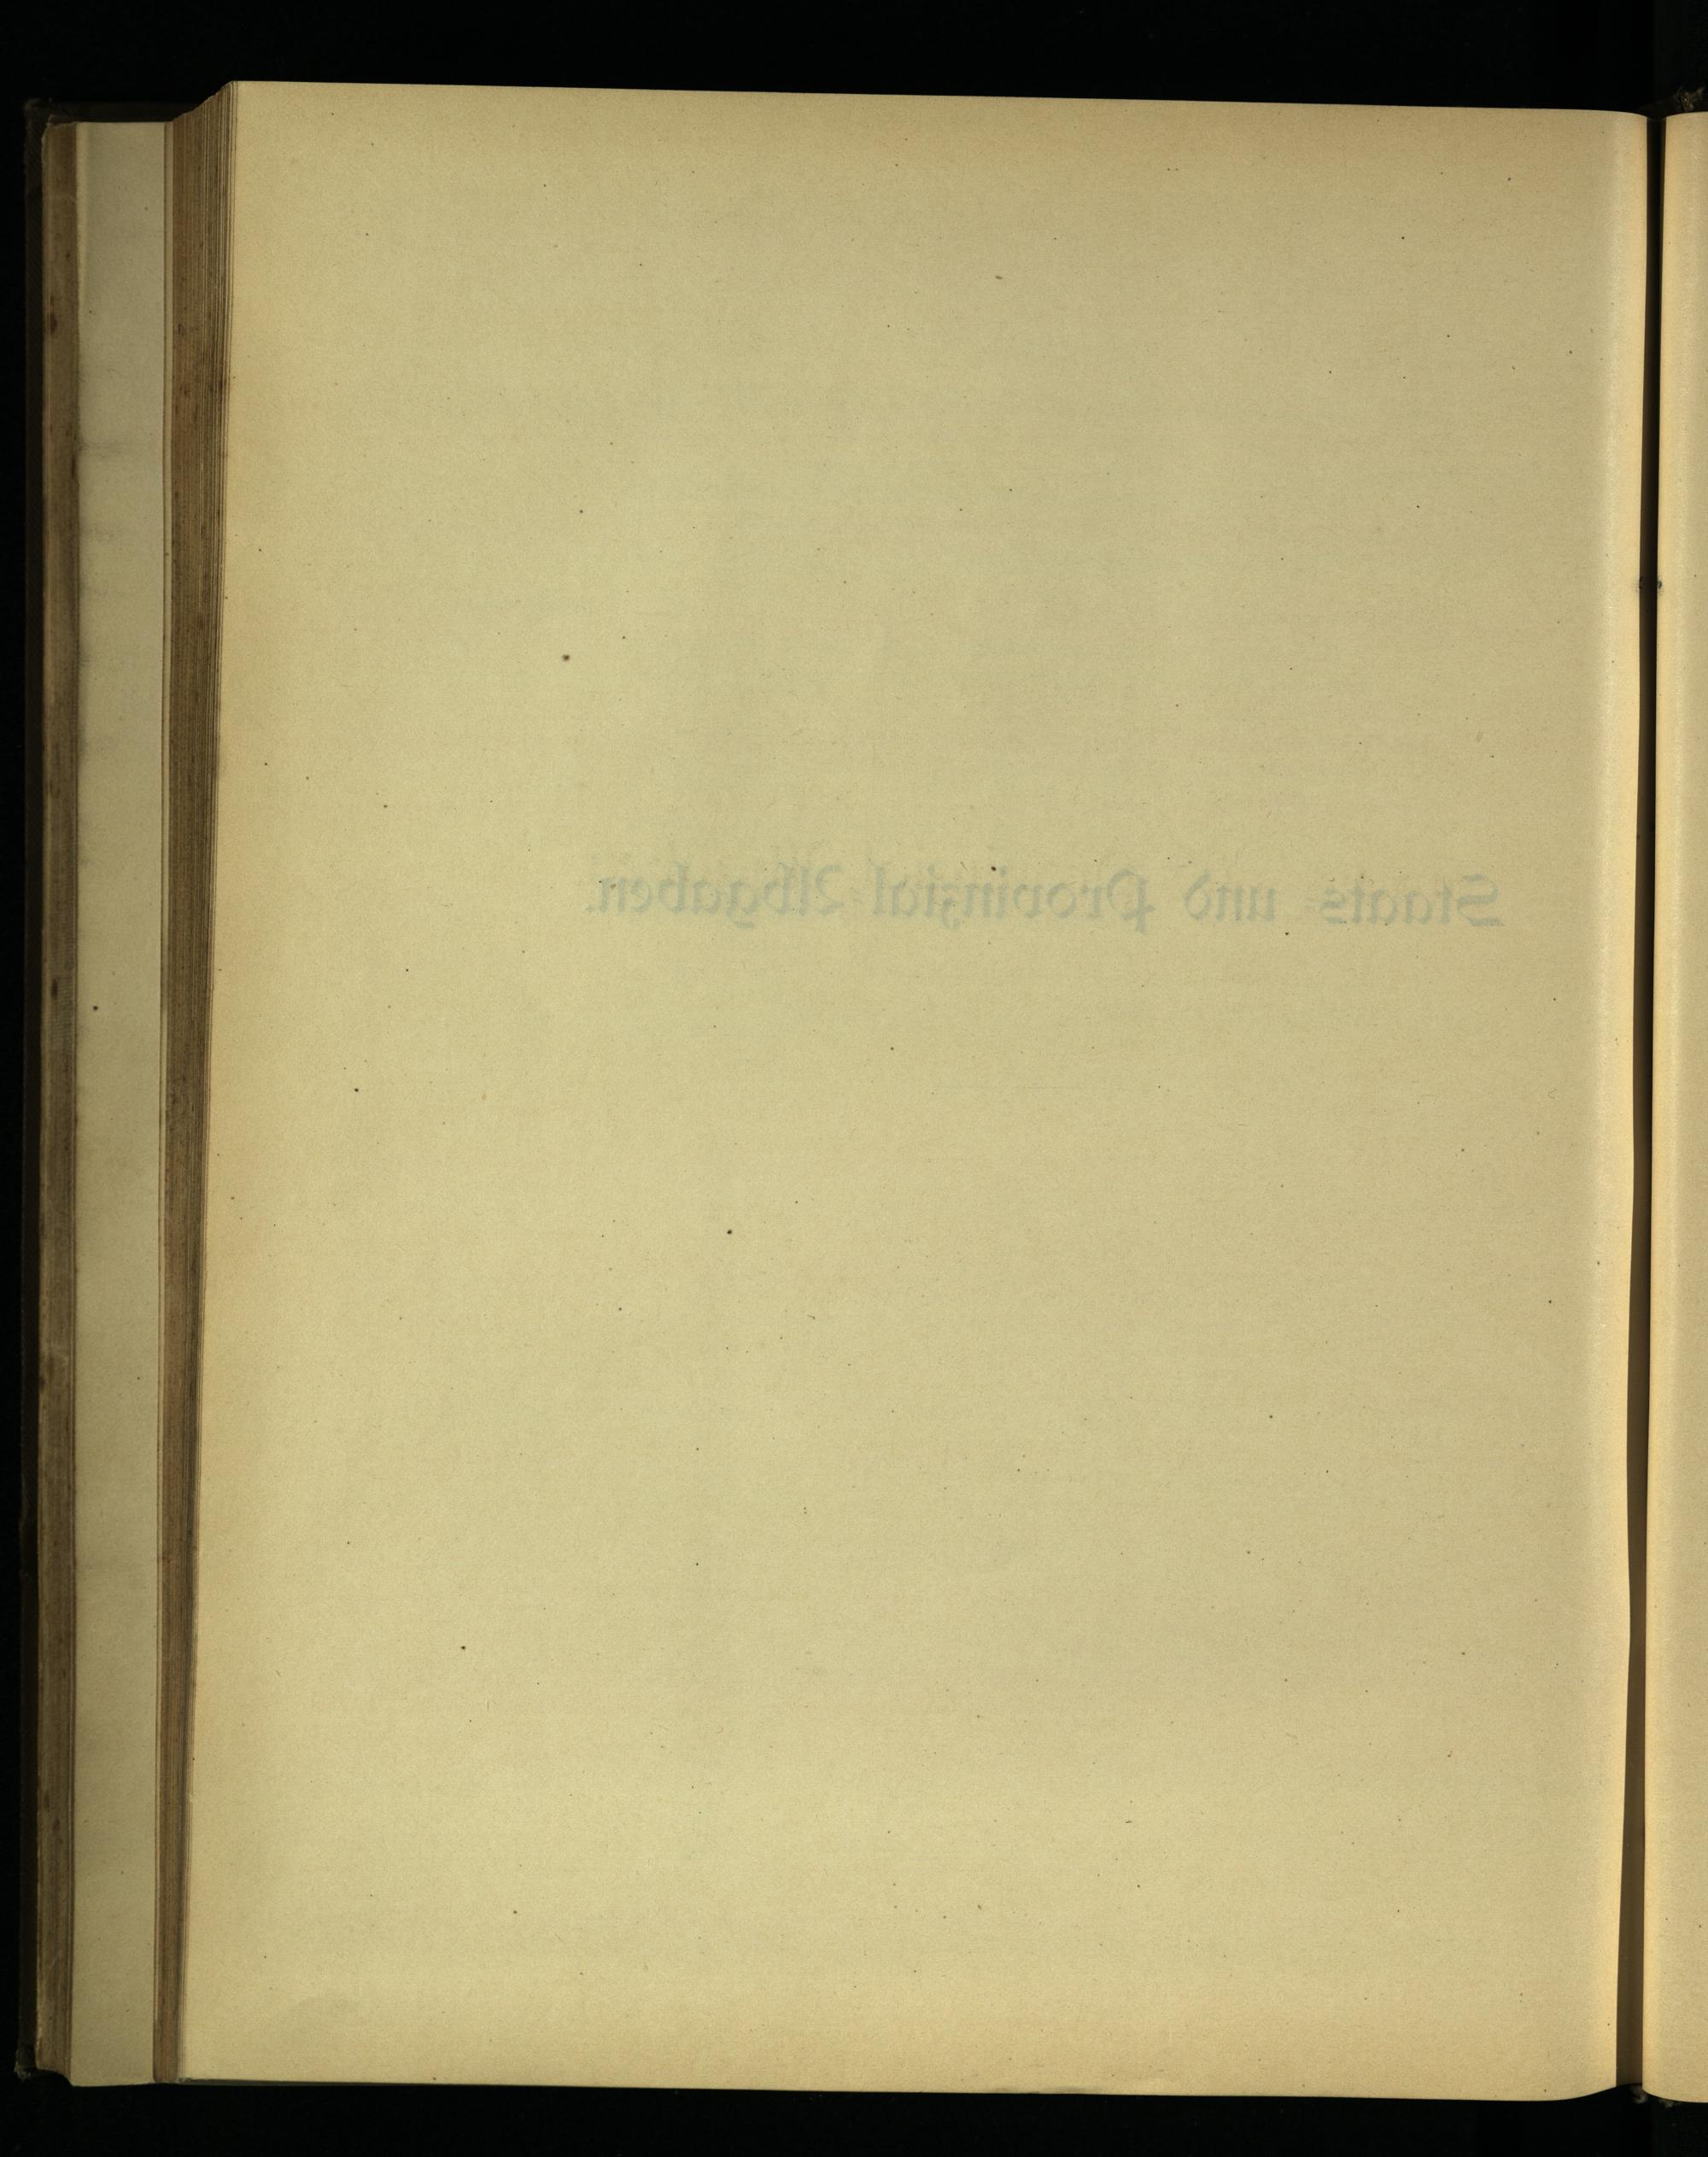 Staats- und Provinzial-Abgaben.